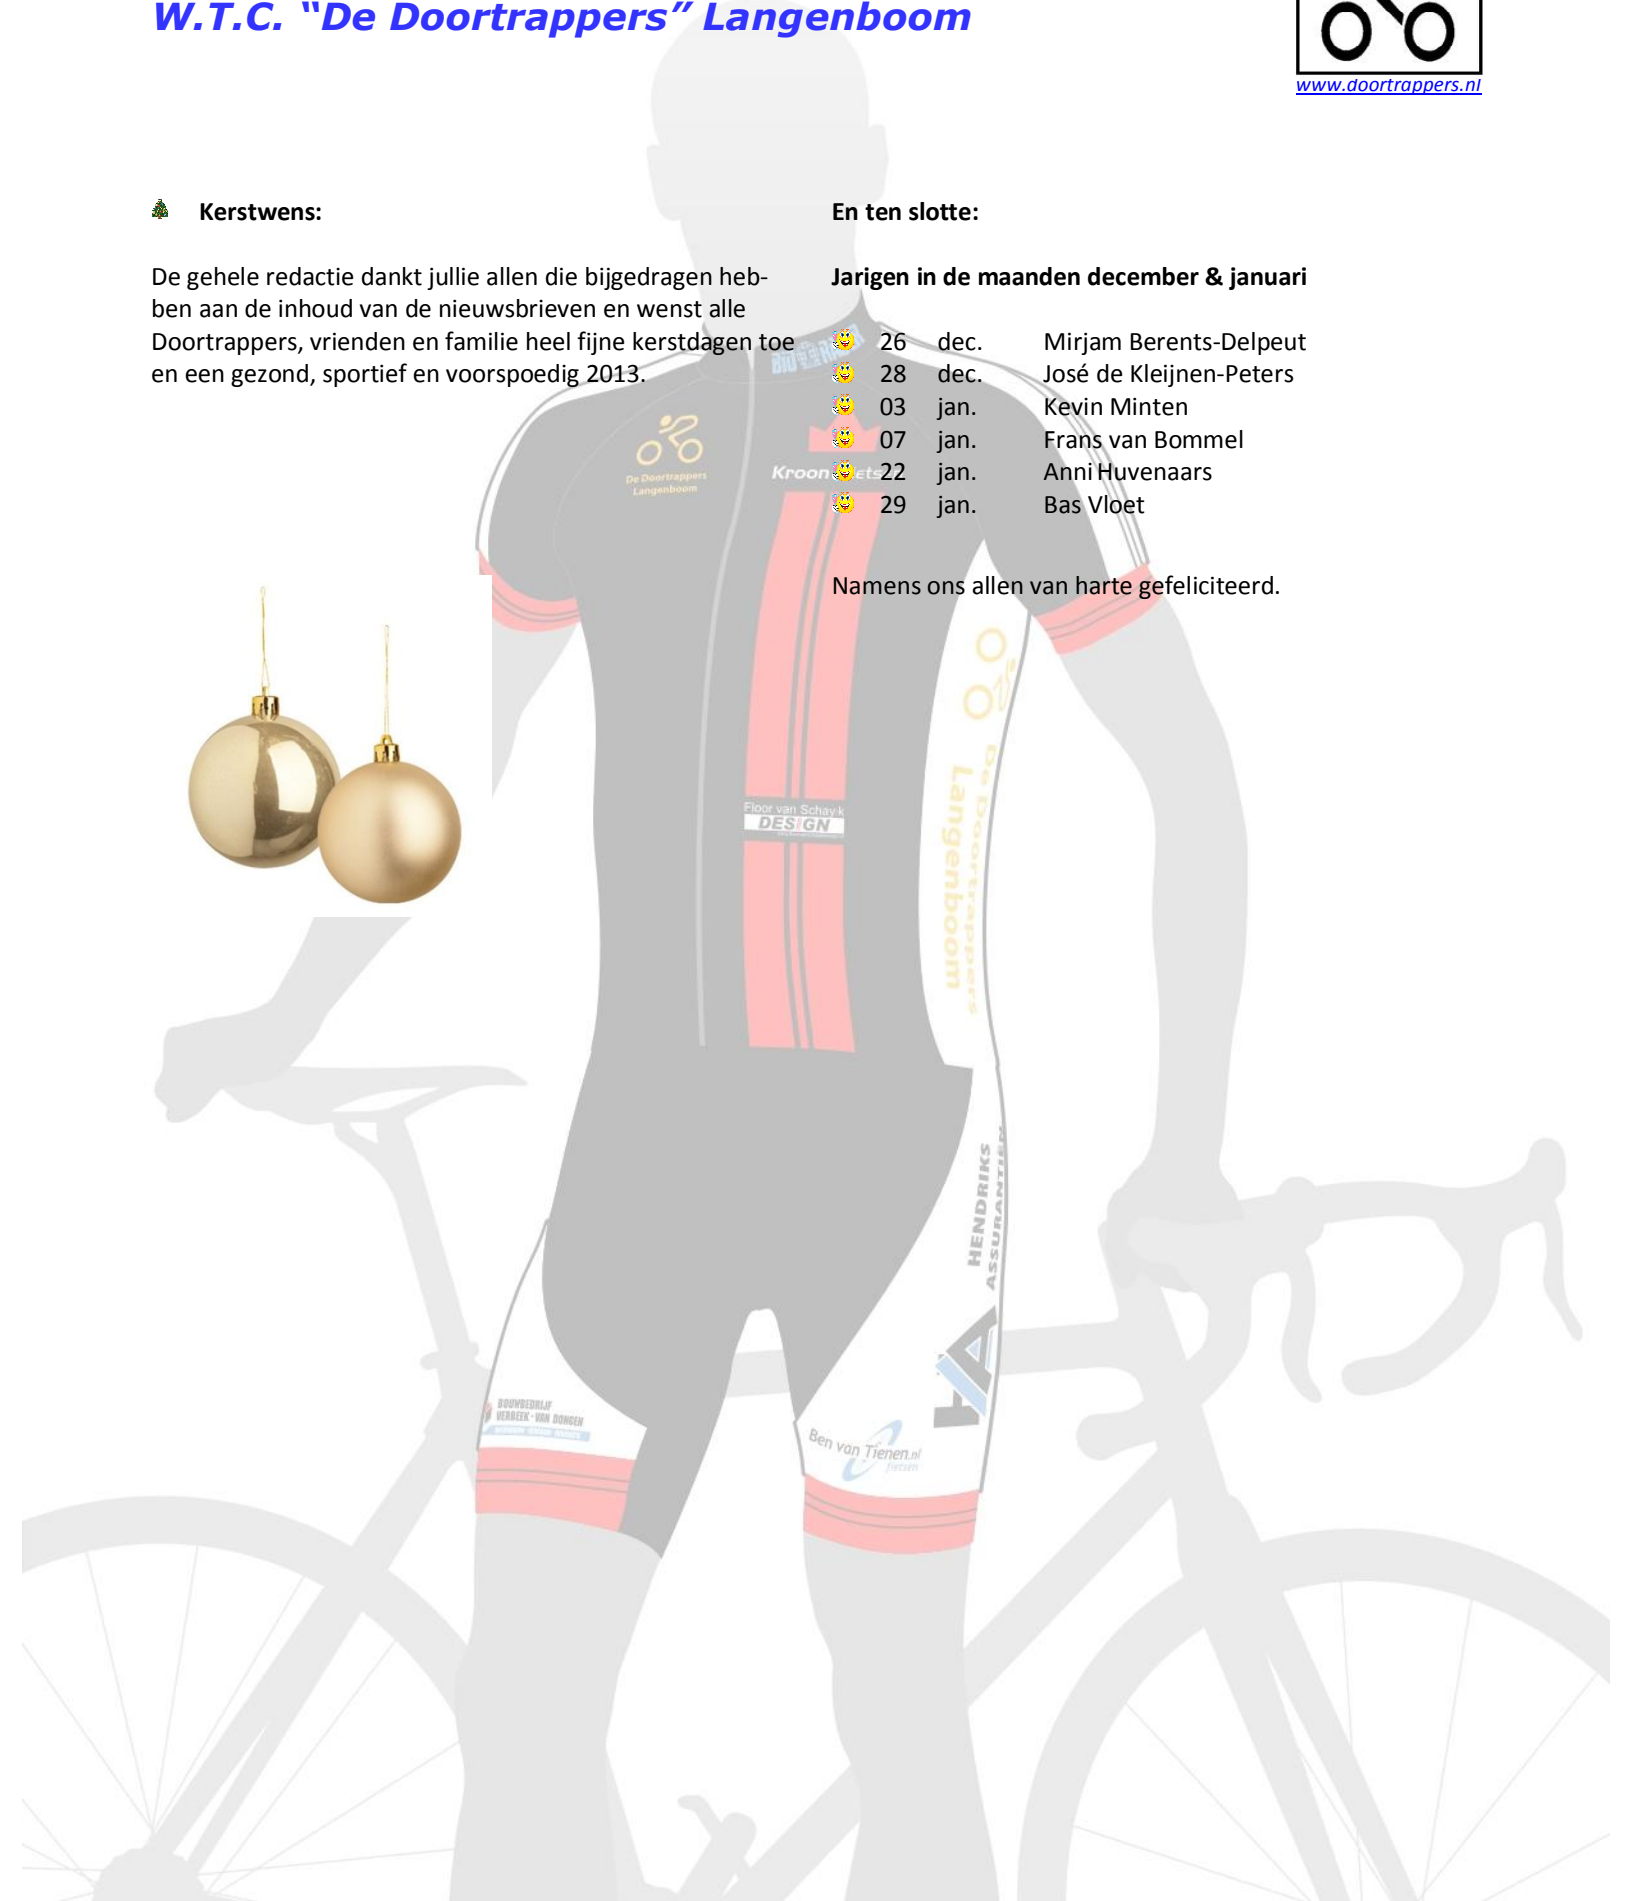 W.T.C. “De Doortrappers” Langenboom
www.doortrappers.nl
Kerstwens:
De gehele redactie dankt jullie allen die bijgedragen heb-
ben aan de inhoud van de nieuwsbrieven en wenst alle
Doortrappers, vrienden en familie heel fijne kerstdagen toe
en een gezond, sportief en voorspoedig 2013.
En ten slotte:
Jarigen in de maanden december & januari
26 dec. Mirjam Berents-Delpeut
28 dec. José de Kleijnen-Peters
03 jan. Kevin Minten
07 jan. Frans van Bommel
22 jan. Anni Huvenaars
29 jan. Bas Vloet
Namens ons allen van harte gefeliciteerd.
De Doortrappers
Langenboom
Kroon
Floor van Schayk
DESIGN
De Doortrappers
Langenboom
HENDRIKS
ASSURANTIEN
BOUWBEDRIJF
VERBEEK-VAN DONGEN
Ben van Tienen.nl
fietsen